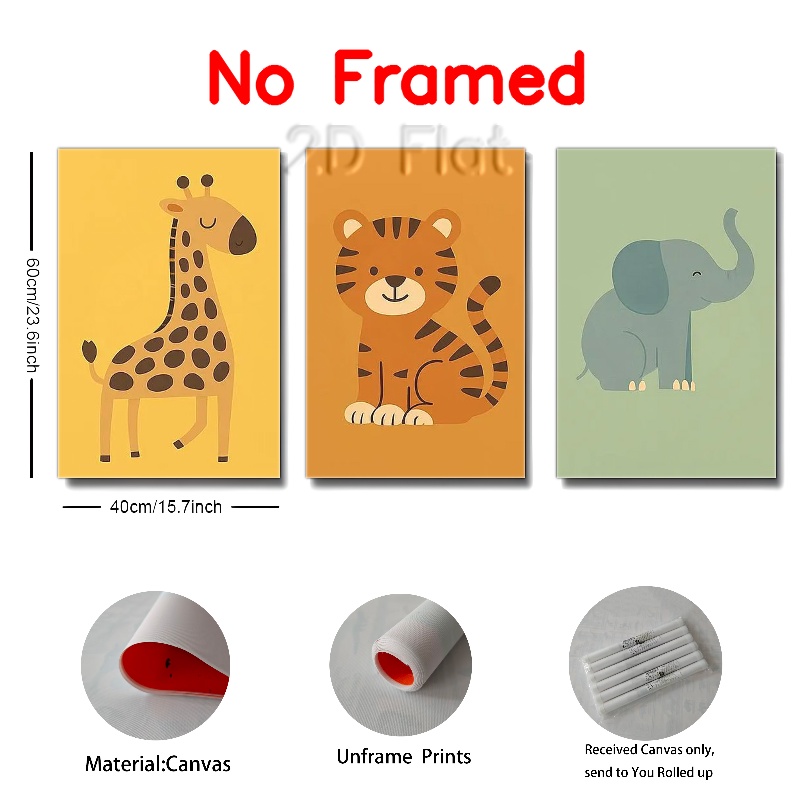 No Framed
2D Flat
60cm/23.6inch
40cm/15.7inch
Material:Canvas
Unframe Prints
Received Canvas only,
send to You Rolled up